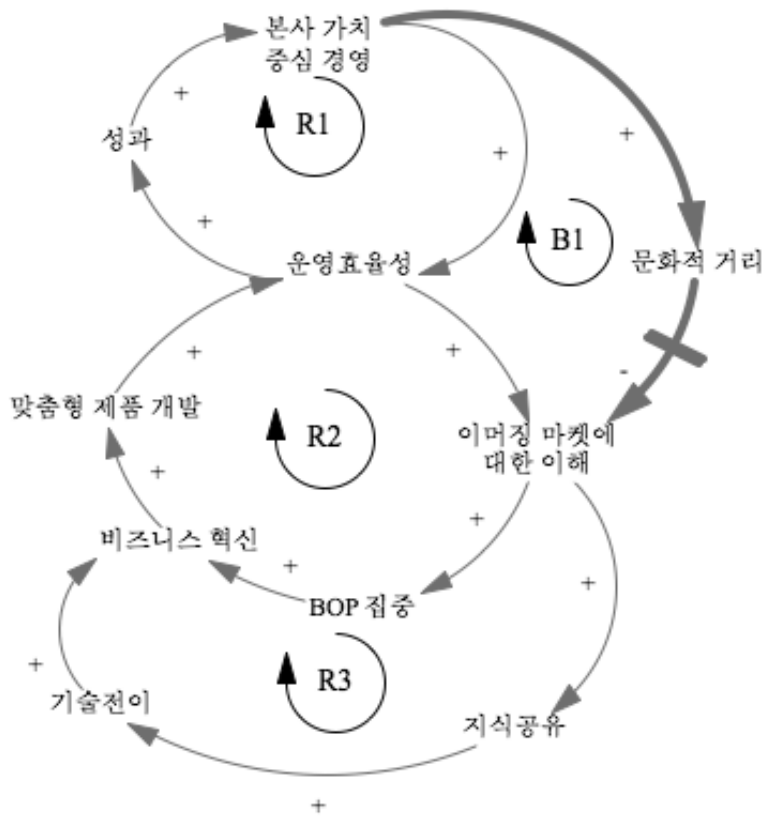 본사 가치
중심 경영
+
R1
+
성과
+
+
+
B1
운영효율성
문화적 거리
+
+
-
맞춤형 제품 개발
R2
이머징 마켓에
대한 이해
+
+
비즈니스 혁신
+
+
BOP 집중
+
R3
기술전이
지식공유
+